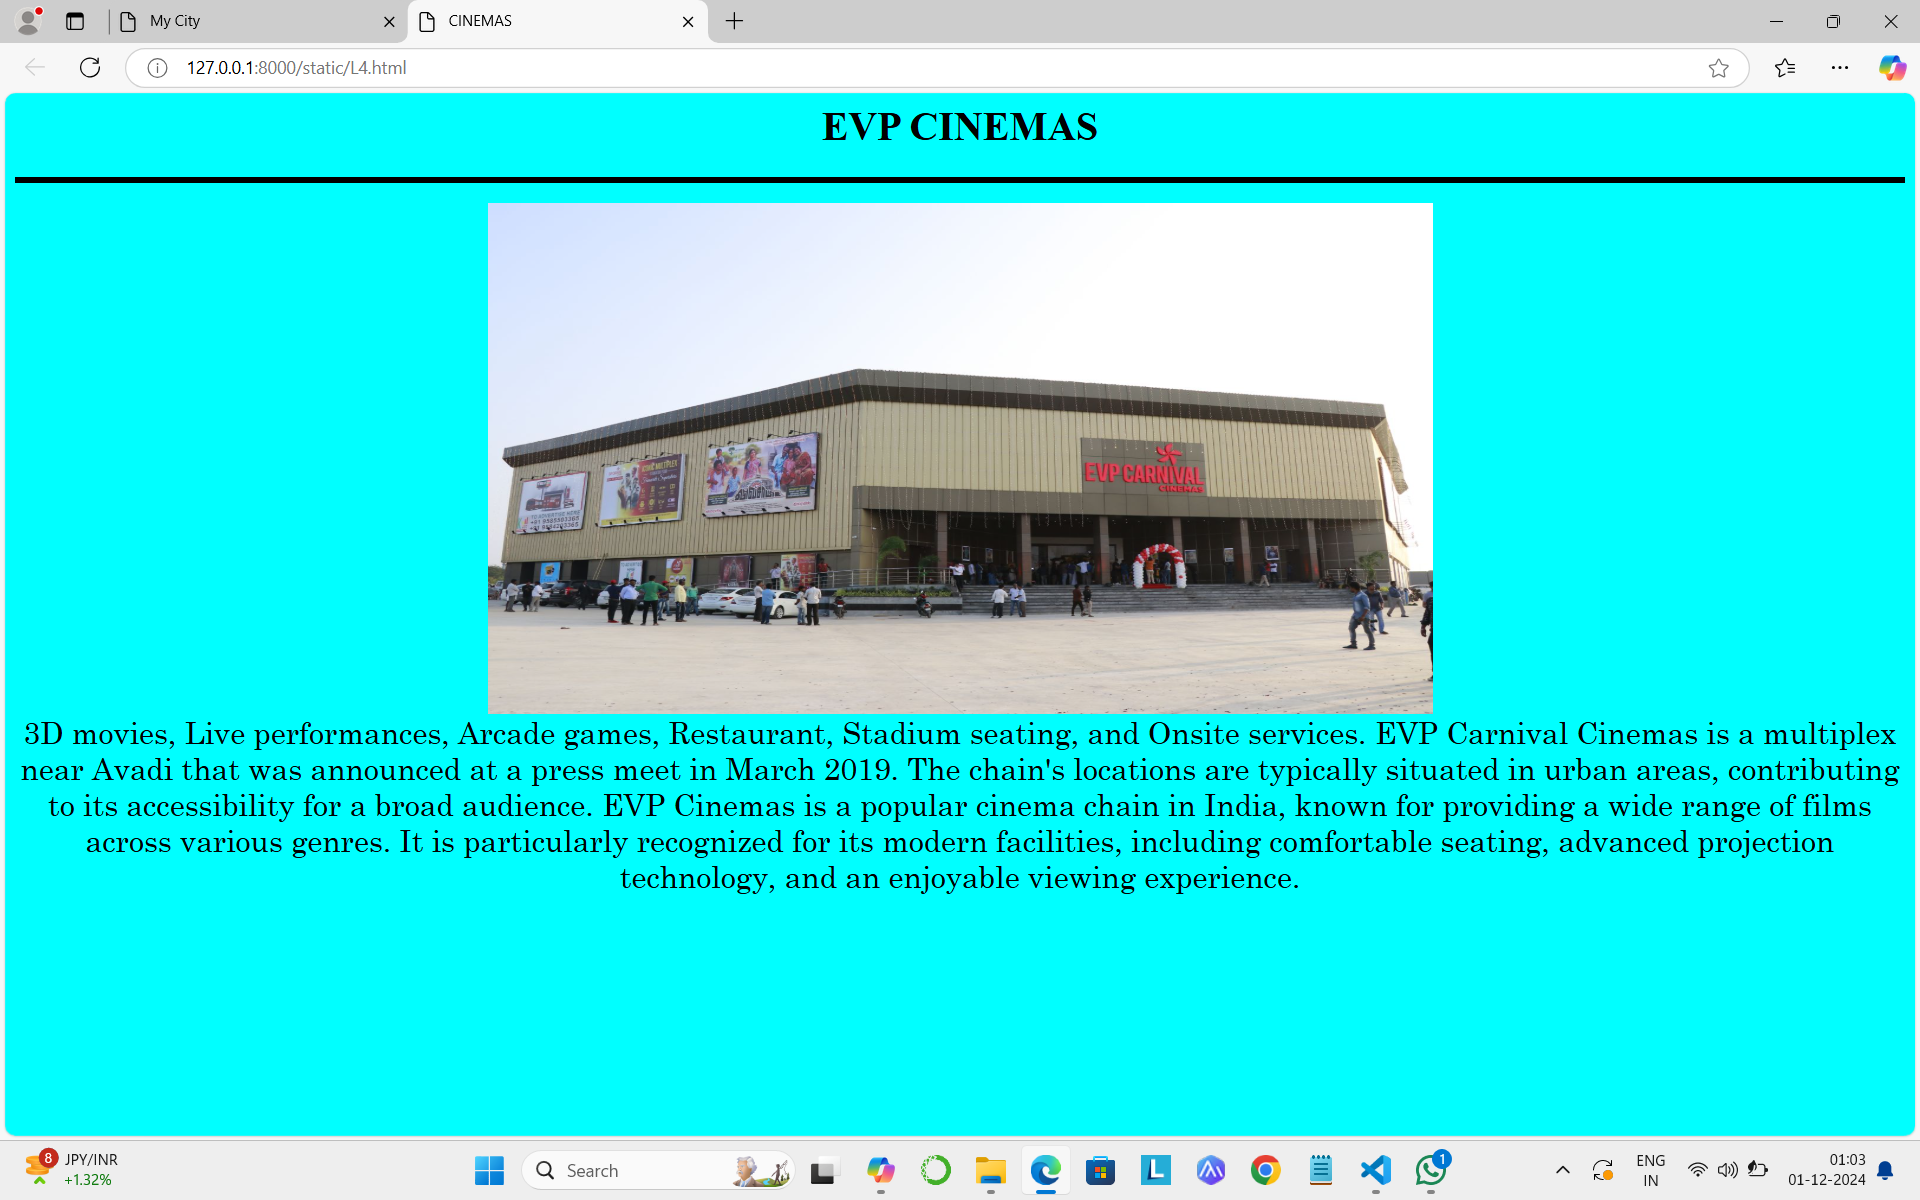 My City
CINEMAS
127.0.0.1:8000/static/L4.html
EVP CINEMAS
EVP CARNIVAL
CINEMAS
TO ADVERTISE HERE
3D movies, Live performances, Arcade games, Restaurant, Stadium seating, and Onsite services. EVP Carnival Cinemas is a multiplex
near Avadi that was announced at a press meet in March 2019. The chain's locations are typically situated in urban areas, contributing
to its accessibility for a broad audience. EVP Cinemas is a popular cinema chain in India, known for providing a wide range of films
across various genres. It is particularly recognized for its modern facilities, including comfortable seating, advanced projection
technology, and an enjoyable viewing experience.
8
JPY/INR
+1.32%
Search
L
1
ENG
IN
01:03
01-12-2024